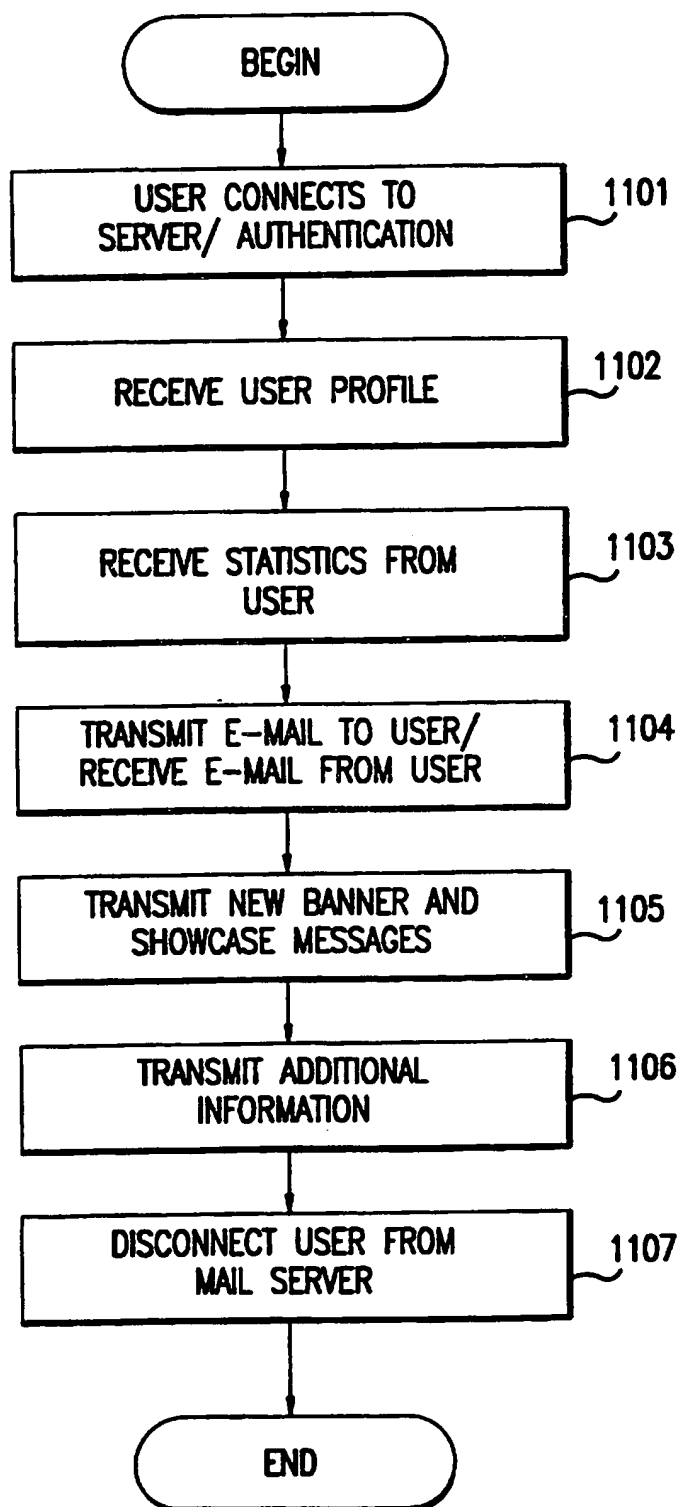 BEGIN
USER CONNECTS TO
SERVER/ AUTHENTICATION
1101
RECEIVE USER PROFILE
1102
RECEIVE STATISTICS FROM
USER
1103
TRANSMIT E-MAIL TO USER/
RECEIVE E-MAIL FROM USER
1104
TRANSMIT NEW BANNER AND
SHOWCASE MESSAGES
1105
TRANSMIT ADDITIONAL
INFORMATION
1106
DISCONNECT USER FROM
MAIL SERVER
1107
END